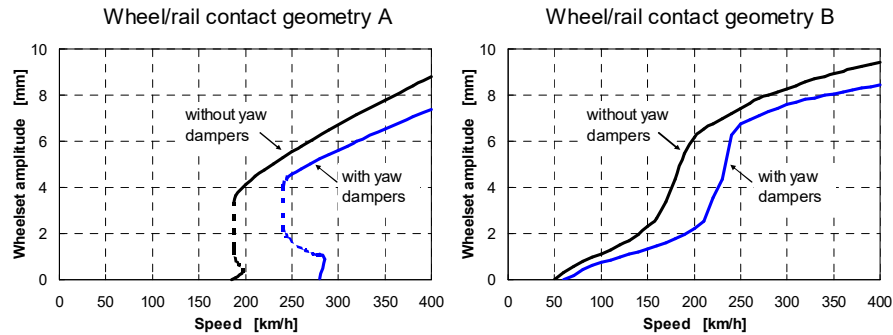 Wheel/rail contact geometry A
10
8
6
4
2
0
Wheelset amplitude [mm]
without yaw
dampers
with yaw
dampers
0 50 100 150 200 250 300 350 400
Speed [km/h]
Wheel/rail contact geometry B
10
8
6
4
2
0
Wheelset amplitude [mm]
without yaw
dampers
with yaw
dampers
0 50 100 150 200 250 300 350 400
Speed [km/h]